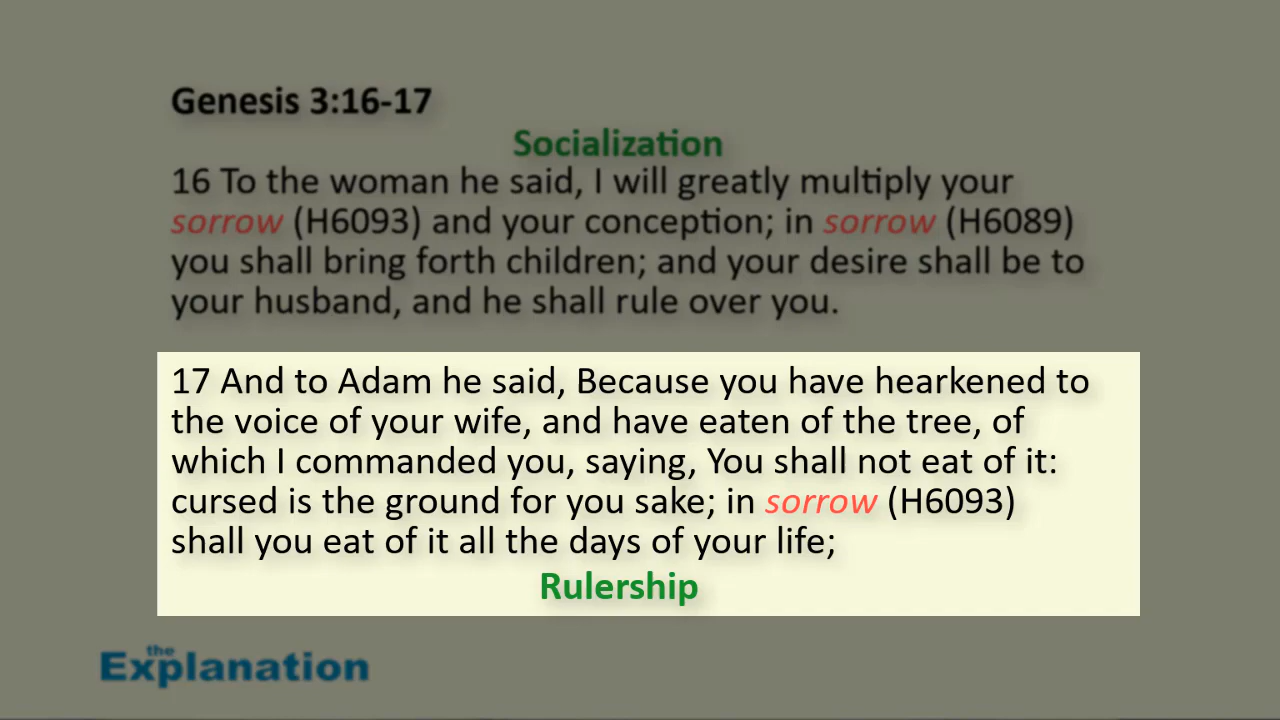 Genesis 3:16-17
Socialization
16 To the woman he said, I will greatly multiply your
sorrow (H6093) and your conception; in sorrow (H6089)
you shall bring forth children; and your desire shall be to
your husband, and he shall rule over you.
17 And to Adam he said, Because you have hearkened to
the voice of your wife, and have eaten of the tree, of
which I commanded you, saying, You shall not eat of it:
cursed is the ground for you sake; in sorrow (H6093)
shall you eat of it all the days of your life;
Rulership
the
Explanation